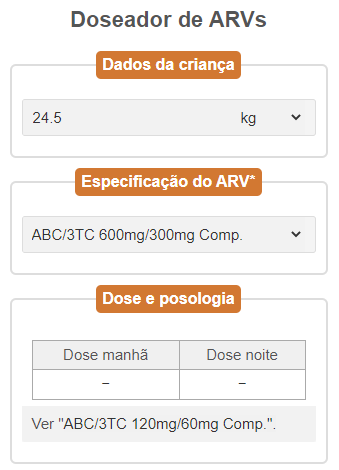 Doseador de ARVs
Dados da criança
24.5 kg
Especificação do ARV*
ABC/3TC 600mg/300mg Comp.
Dose e posologia
Dose manhã Dose noite
– –
Ver "ABC/3TC 120mg/60mg Comp.".